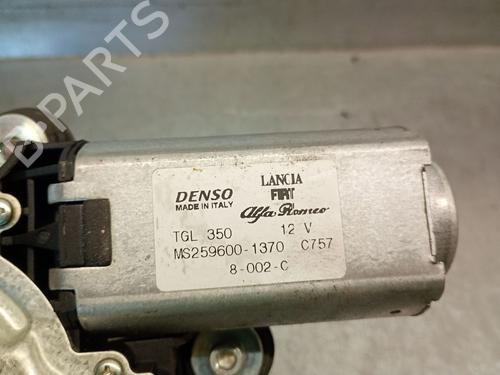 DENSO LANCIA
MADE IN ITALY FIAT
Alfa Romeo
TGL 350 12 V
MS259600-1370 C757
8-002-C
B-PARTS